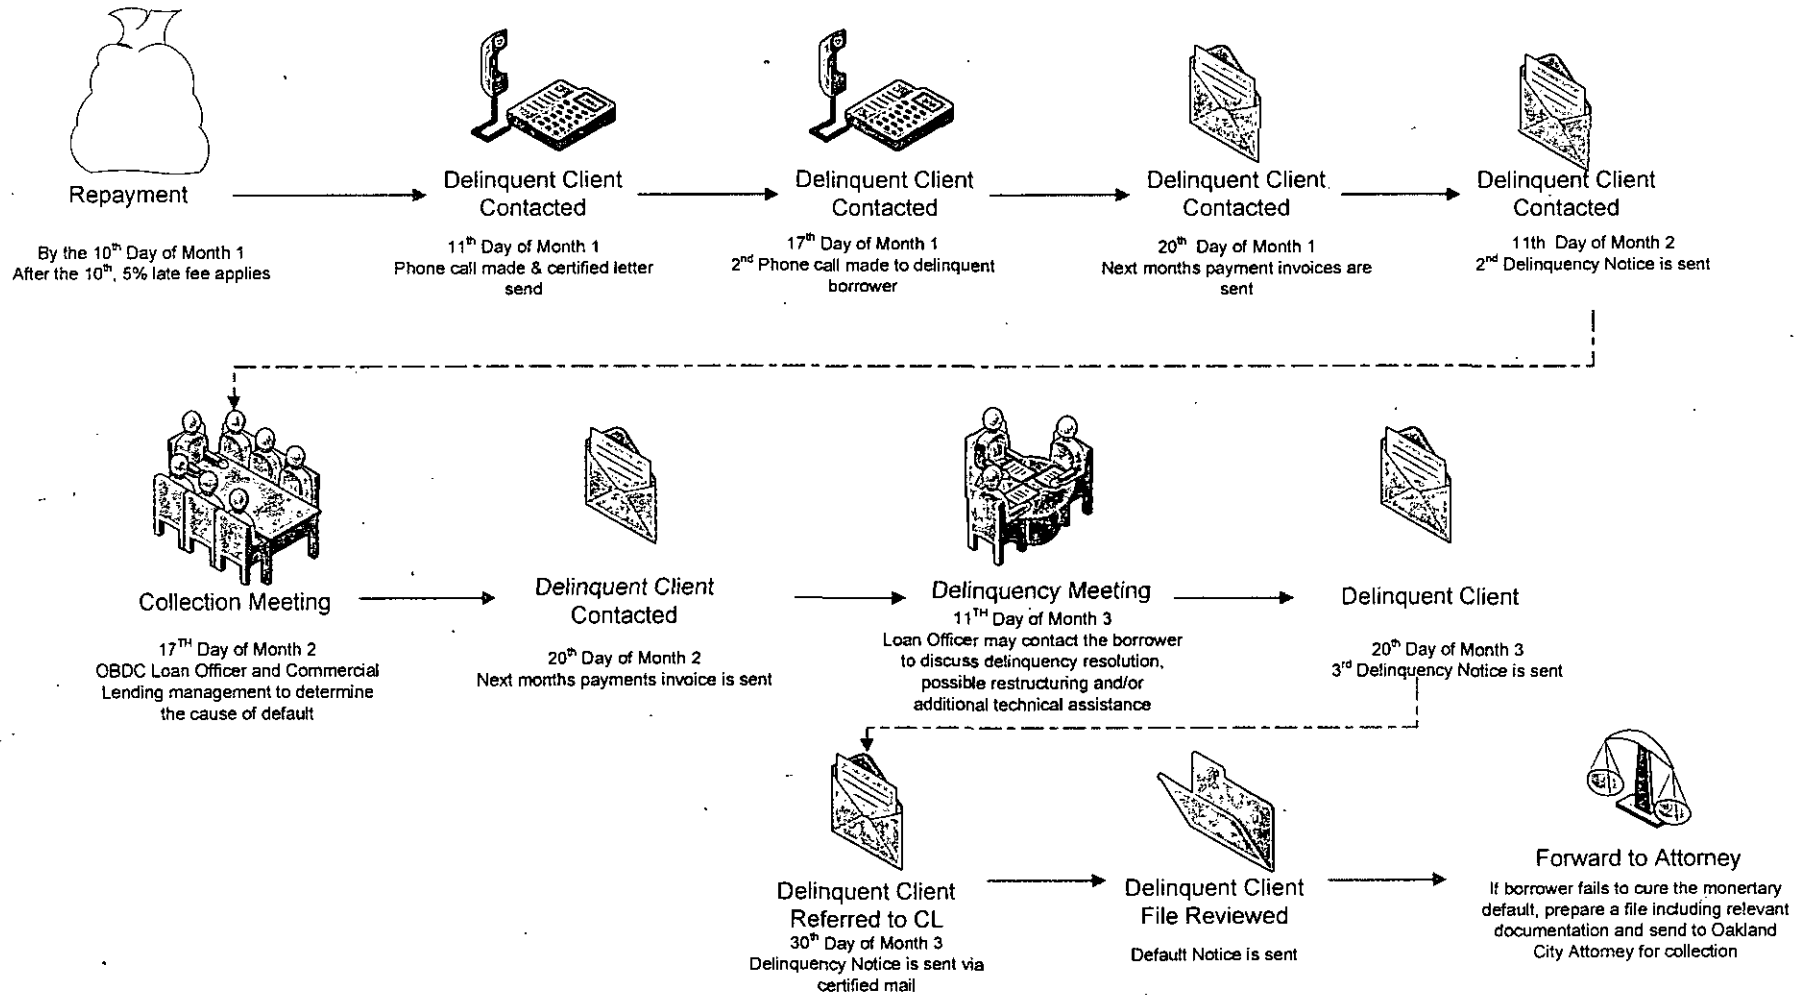 Repayment
By the 10th Day of Month 1
After the 10th, 5% late fee applies
Delinquent Client
Contacted
11th Day of Month 1
Phone call made & certified letter
send
Delinquent Client
Contacted
17th Day of Month 1
2nd Phone call made to delinquent
borrower
Delinquent Client
Contacted
20th Day of Month 1
Next months payment invoices are
sent
Delinquent Client
Contacted
11th Day of Month 2
2nd Delinquency Notice is sent
Collection Meeting
17TH Day of Month 2
OBDC Loan Officer and Commercial
Lending management to determine
the cause of default
Delinquent Client
Contacted
20th Day of Month 2
Next months payments invoice is sent
Delinquency Meeting
11TH Day of Month 3
Loan Officer may contact the borrower
to discuss delinquency resolution,
possible restructuring and/or
additional technical assistance
Delinquent Client
20th Day of Month 3
3rd Delinquency Notice is sent
Delinquent Client
Referred to CL
30th Day of Month 3
Delinquency Notice is sent via
certified mail
Delinquent Client
File Reviewed
Default Notice is sent
Forward to Attorney
If borrower fails to cure the monertary
default, prepare a file including relevant
documentation and send to Oakland
City Attorney for collection